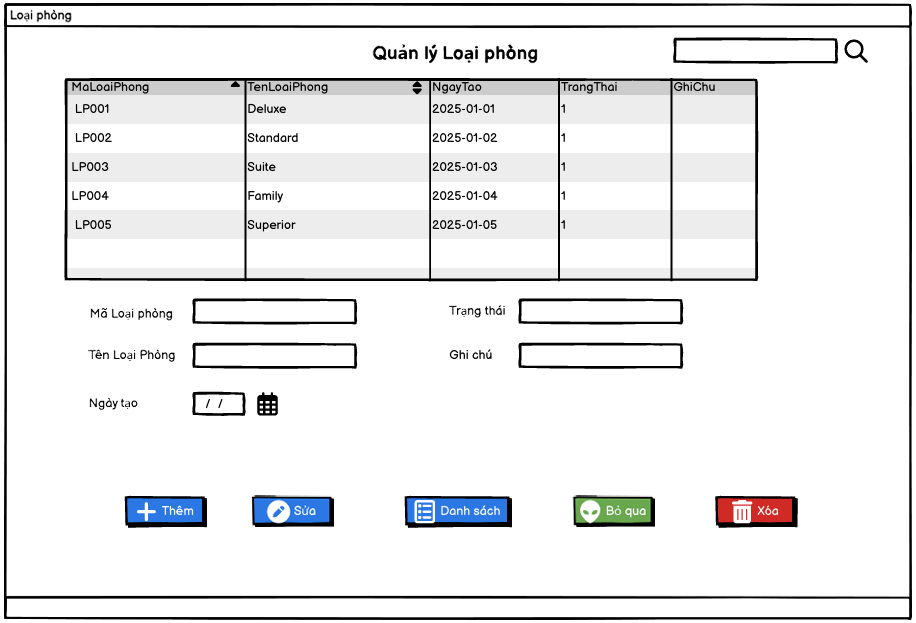 Loại phòng
Quản lý Loại phòng
MaLoaiPhong TenLoaiPhong NgayTao TrangThai GhiChu
LP001 Deluxe 2025-01-01 1
LP002 Standard 2025-01-02 1
LP003 Suite 2025-01-03 1
LP004 Family 2025-01-04 1
LP005 Superior 2025-01-05 1
Mã Loại phòng Trạng thái
Tên Loại Phòng Ghi chú
Ngày tạo / /
Thêm Sửa Danh sách Bỏ qua Xóa